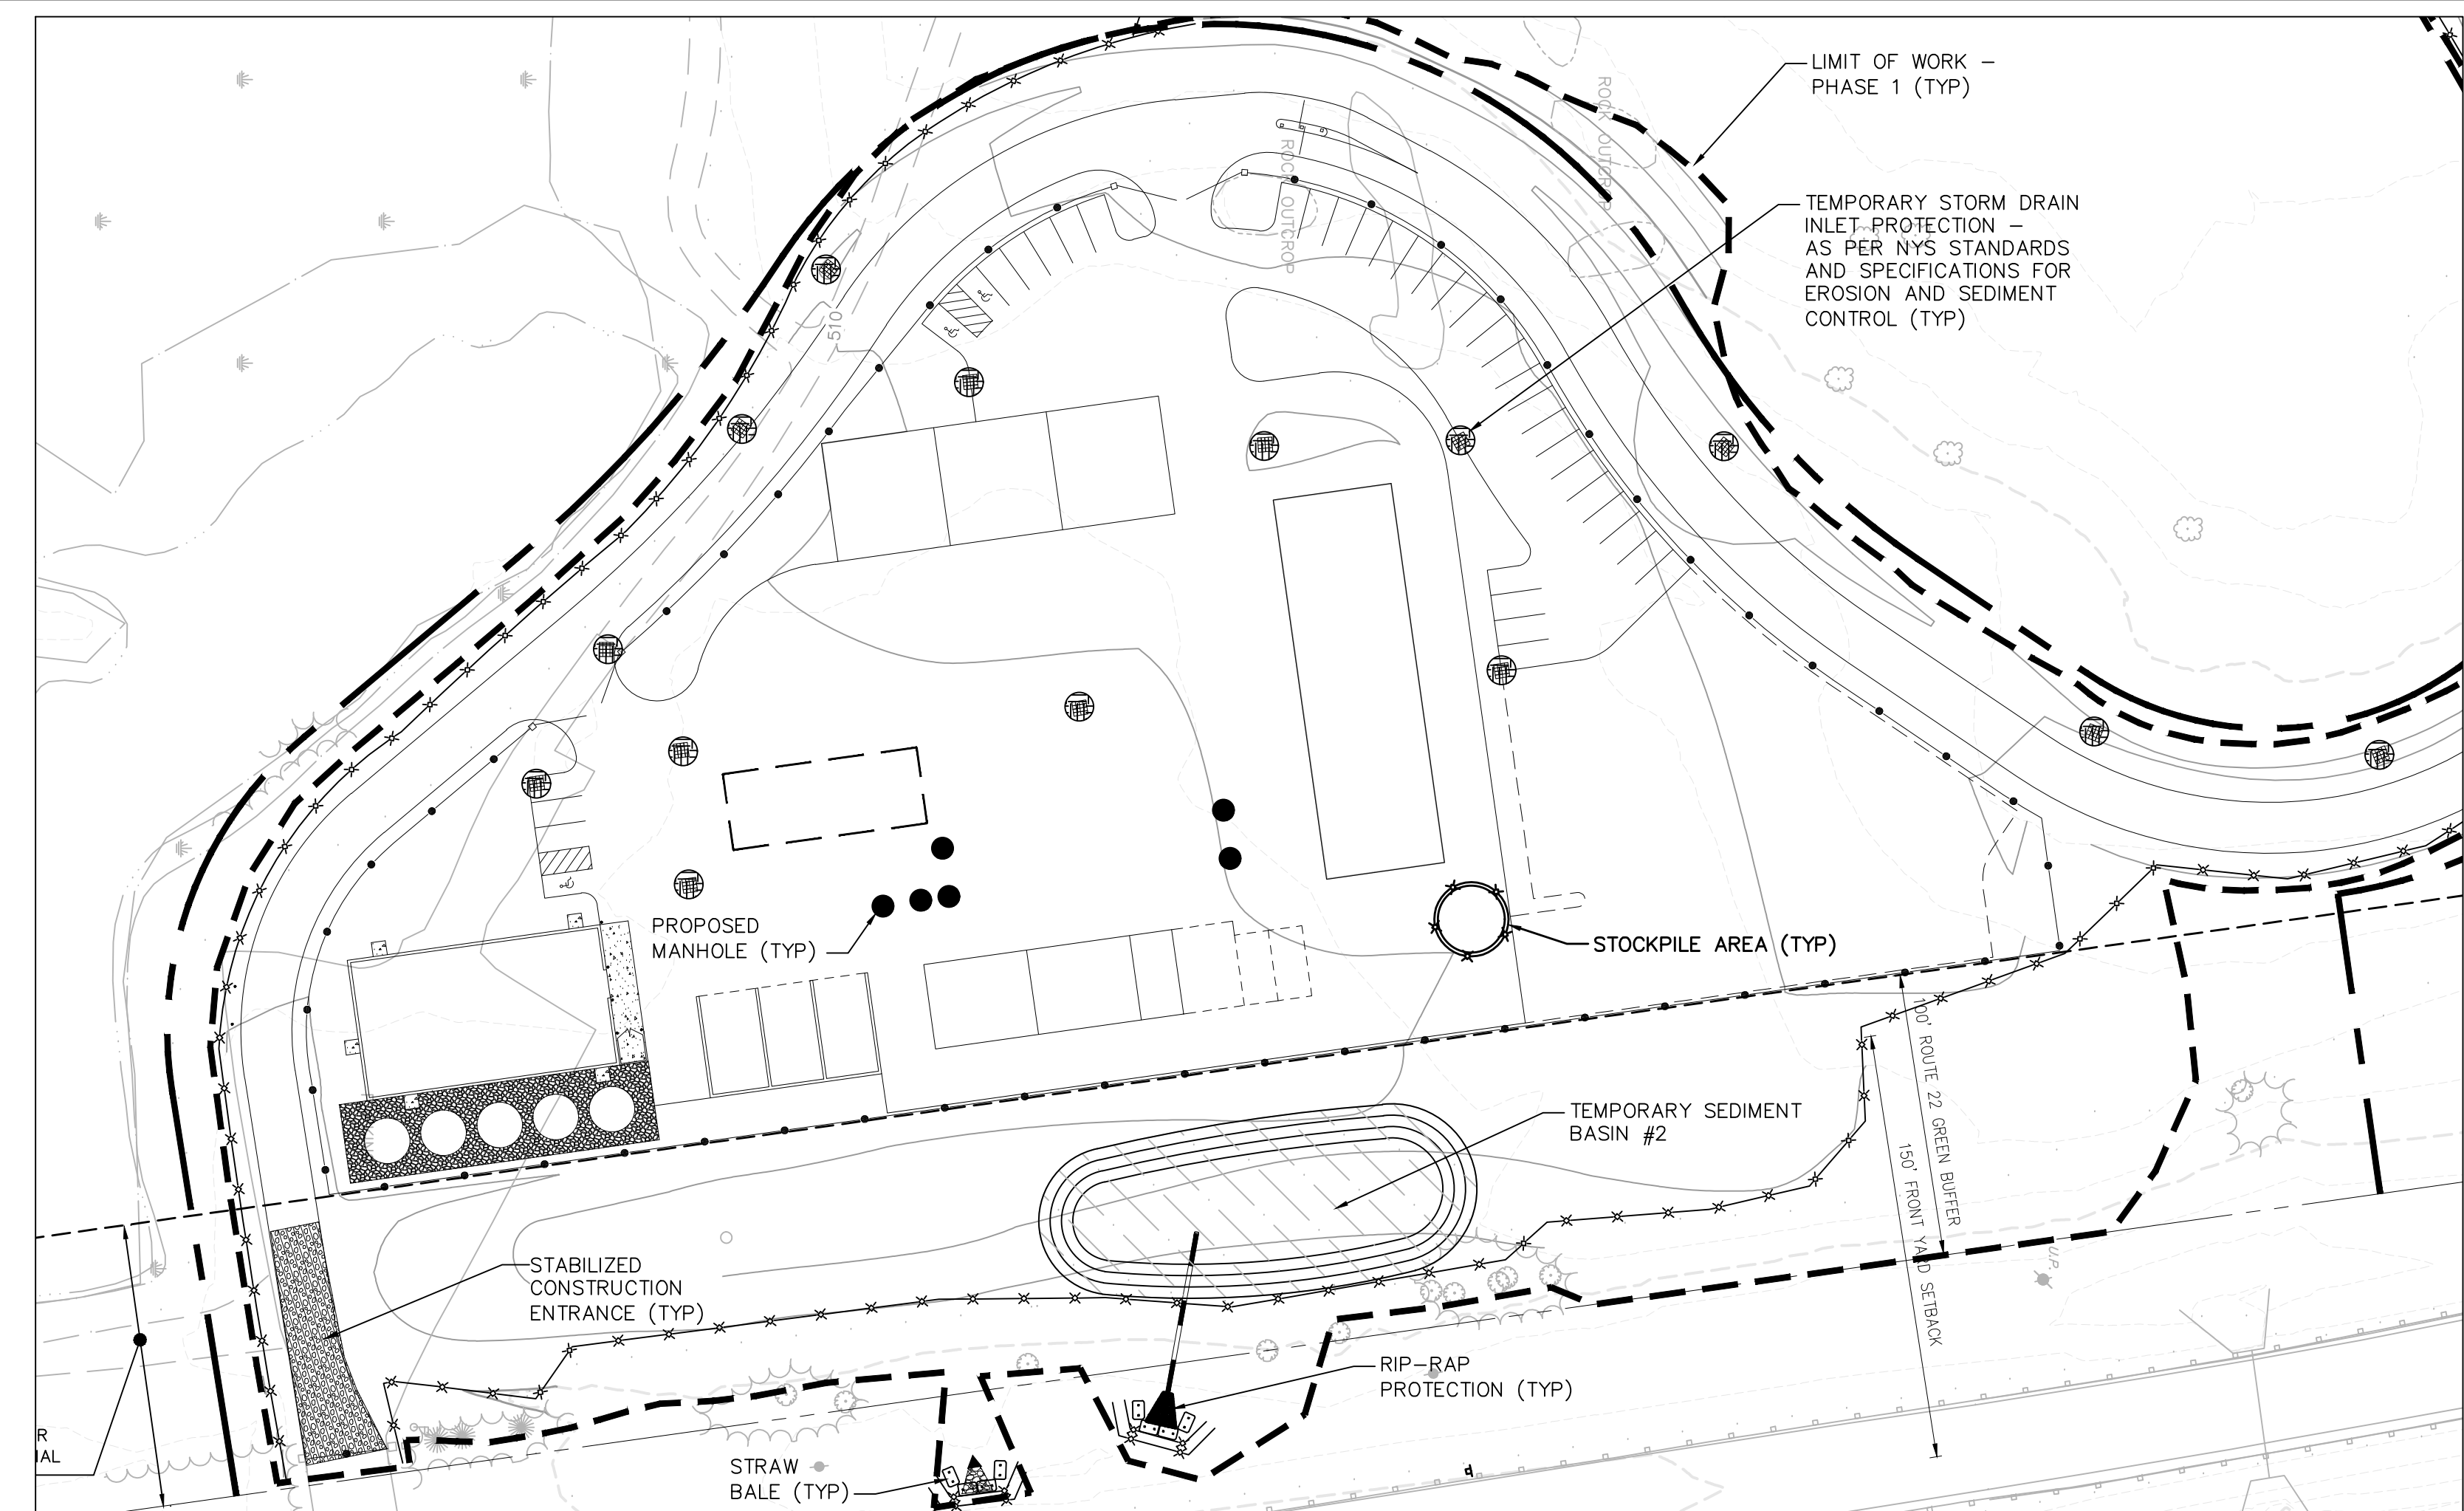 LIMIT OF WORK –
PHASE 1 (TYP)
ROCK OUTCROP
ROCK OUTCROP
TEMPORARY STORM DRAIN
INLET PROTECTION –
AS PER NYS STANDARDS
AND SPECIFICATIONS FOR
EROSION AND SEDIMENT
CONTROL (TYP)
510
PROPOSED
MANHOLE (TYP)
STOCKPILE AREA (TYP)
100' ROUTE 22 GREEN BUFFER
150' FRONT YARD SETBACK
TEMPORARY SEDIMENT
BASIN #2
U.P.
STABILIZED
CONSTRUCTION
ENTRANCE (TYP)
RIP–RAP
PROTECTION (TYP)
STRAW
BALE (TYP)